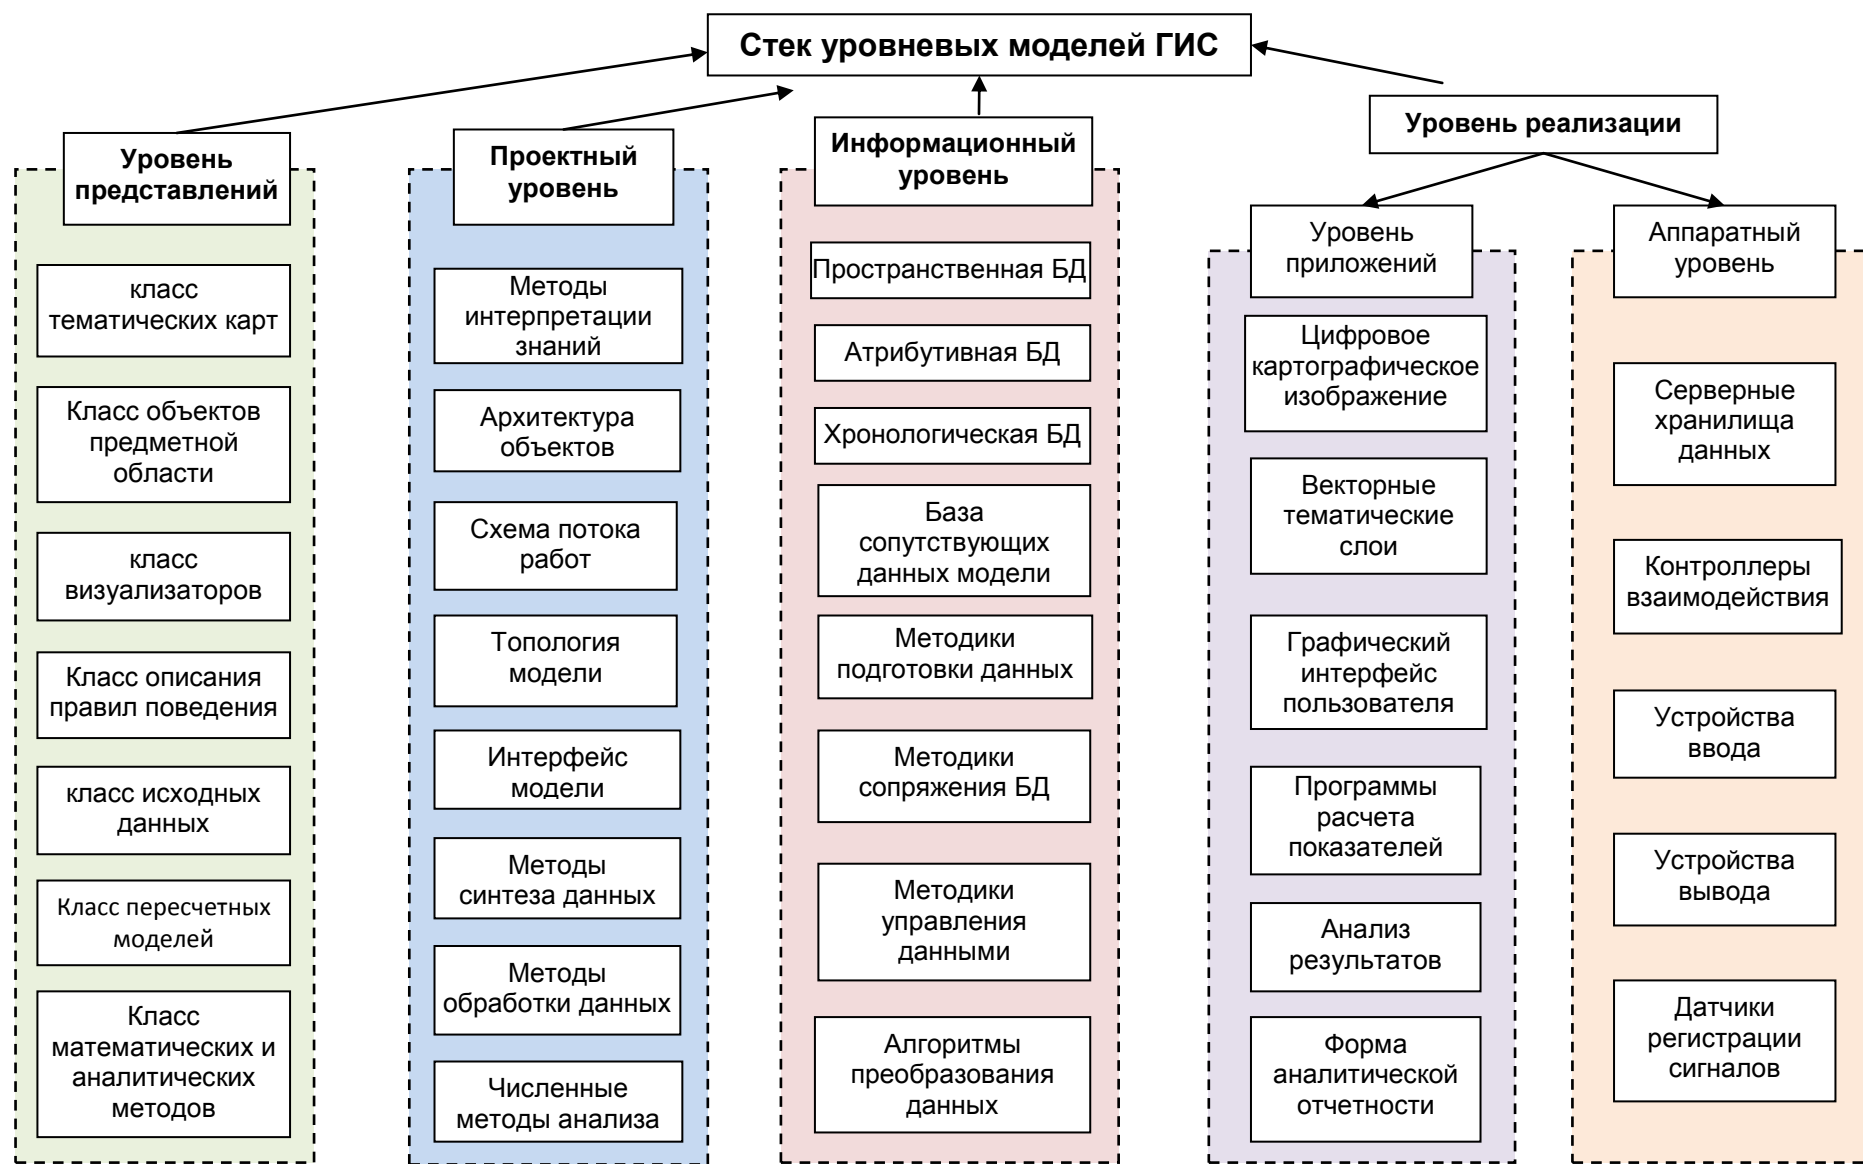 Стек уровневых моделей ГИС
Уровень
представлений
класс
тематических карт
Класс объектов
предметной
области
класс
визуализаторов
Класс описания
правил поведения
класс исходных
данных
Класс пересчетных
моделей
Класс
математических и
аналитических
методов
Проектный
уровень
Методы
интерпретации
знаний
Архитектура
объектов
Схема потока
работ
Топология
модели
Интерфейс
модели
Методы
синтеза данных
Методы
обработки данных
Численные
методы анализа
Информационный
уровень
Пространственная БД
Атрибутивная БД
Хронологическая БД
База
сопутствующих
данных модели
Методики
подготовки данных
Методики
сопряжения БД
Методики
управления
данными
Алгоритмы
преобразования
данных
Уровень реализации
Уровень
приложений
Цифровое
картографическое
изображение
Векторные
тематические
слои
Графический
интерфейс
пользователя
Программы
расчета
показателей
Анализ
результатов
Форма
аналитической
отчетности
Аппаратный
уровень
Серверные
хранилища
данных
Контроллеры
взаимодействия
Устройства
ввода
Устройства
вывода
Датчики
регистрации
сигналов